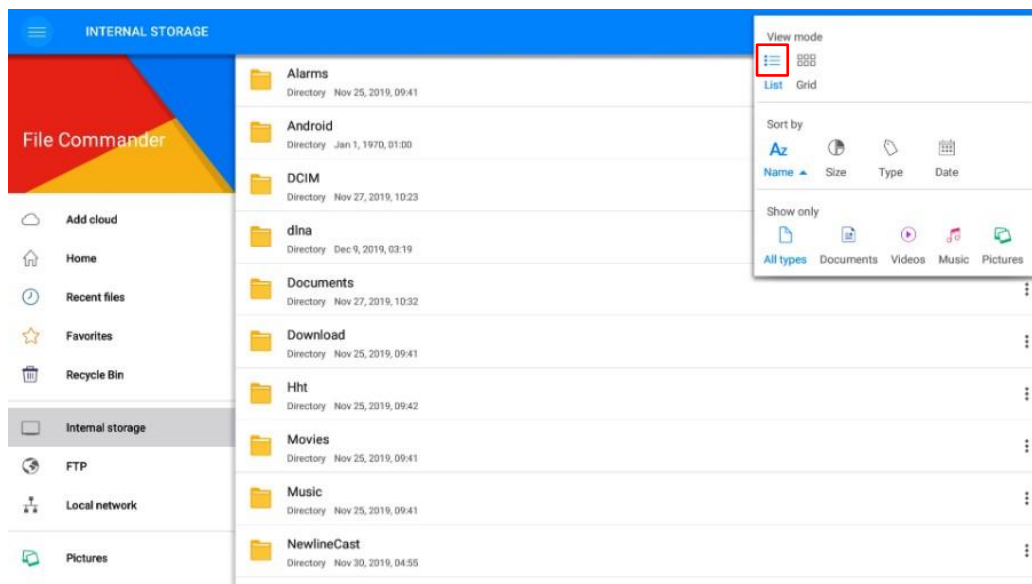 INTERNAL STORAGE
File Commander
Add cloud
Home
Recent files
Favorites
Recycle Bin
Internal storage
FTP
Local network
Pictures
Alarms
Directory Nov 25, 2019, 09:41
Android
Directory Jan 1, 1970, 01:00
DCIM
Directory Nov 27, 2019, 10:23
dlna
Directory Dec 9, 2019, 03:19
Documents
Directory Nov 27, 2019, 10:32
Download
Directory Nov 25, 2019, 09:41
Hht
Directory Nov 25, 2019, 09:42
Movies
Directory Nov 25, 2019, 09:41
Music
Directory Nov 25, 2019, 09:41
NewlineCast
Directory Nov 30, 2019, 04:55
View mode
List Grid
Sort by
Az
Name Size Type Date
Show only
All types Documents Videos Music Pictures